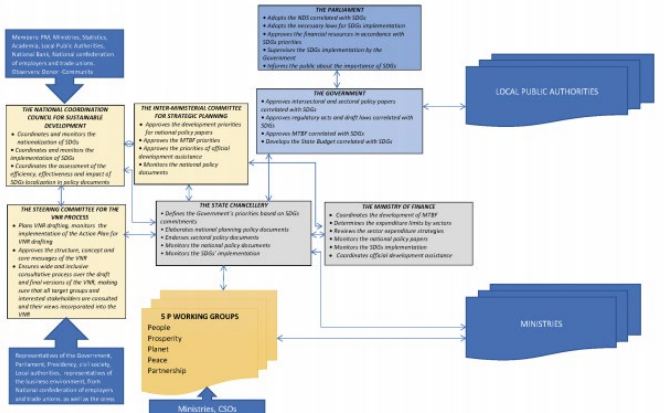 Members: PM, Ministries, Statistics,
Academia, Local Public Authorities,
National Bank, National confederation
of employers and trade unions.
Observers: Donor -Community
THE PARLIAMENT
• Adopts the NDS correlated with SDGs
• Adopts the necessary laws for SDGs implementation
• Approves the financial resources in accordance with
SDGs priorities
• Supervises the SDGs implementation by the
Government
• Informs the public about the importance of SDGs
THE NATIONAL COORDINATION
COUNCIL FOR SUSTAINABLE
DEVELOPMENT
• Coordinates and monitors the
nationalization of SDGs
• Coordinates and monitors the
implementation of SDGs
• Coordinates the assessment of the
efficiency, effectiveness and impact of
SDGs localization in policy documents
THE INTER-MINISTERIAL COMMITTEE
FOR STRATEGIC PLANNING
• Approves the development priorities
for national policy papers
• Approves the MTBF priorities
• Approves the priorities of official
development assistance
• Monitors the national policy
documents
THE GOVERNMENT
• Approves intersectoral and sectoral policy papers
correlated with SDGs
• Approves regulatory acts and draft laws correlated with
SDGs
• Approves MTBF correlated with SDGs
• Develops the State Budget correlated with SDGs
LOCAL PUBLIC AUTHORITIES
THE STEERING COMMITTEE FOR THE
VNR PROCESS
• Plans VNR drafting, monitors the
implementation of the Action Plan for
VNR drafting
• Approves the structure, concept and
core messages of the VNR
• Ensures wide and inclusive
consultative process over the draft
and final versions of the VNR, making
sure that all target groups and
interested stakeholders are consulted
and their views incorporated into the
VNR
THE STATE CHANCELLERY
• Defines the Government's priorities based on SDGs
commitments
• Elaborates national planning policy documents
• Endorses sectoral policy documents
• Monitors the national policy documents
• Monitors the SDGs' implementation
THE MINISTRY OF FINANCE
• Coordinates the development of MTBF
• Determines the expenditure limits by sectors
• Reviews the sector expenditure strategies
• Monitors the national policy papers
• Monitors the SDGs implementation
• Coordinates official development assistance
5 P WORKING GROUPS
People
Prosperity
Planet
Peace
Partnership
MINISTRIES
Representatives of the Government,
Parliament, Presidency, civil society,
Local authorities, representatives of
the business environment, from
National confederation of employers
and trade unions, as well as the
Ministries, CSOs